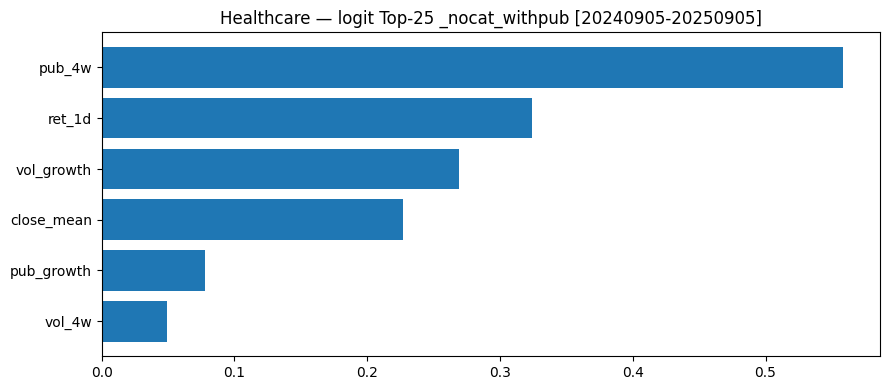 Healthcare — logit Top-25 _nocat_withpub [20240905-20250905]
pub_4w
ret_1d
vol_growth
close_mean
pub_growth
vol_4w
0.0 0.1 0.2 0.3 0.4 0.5